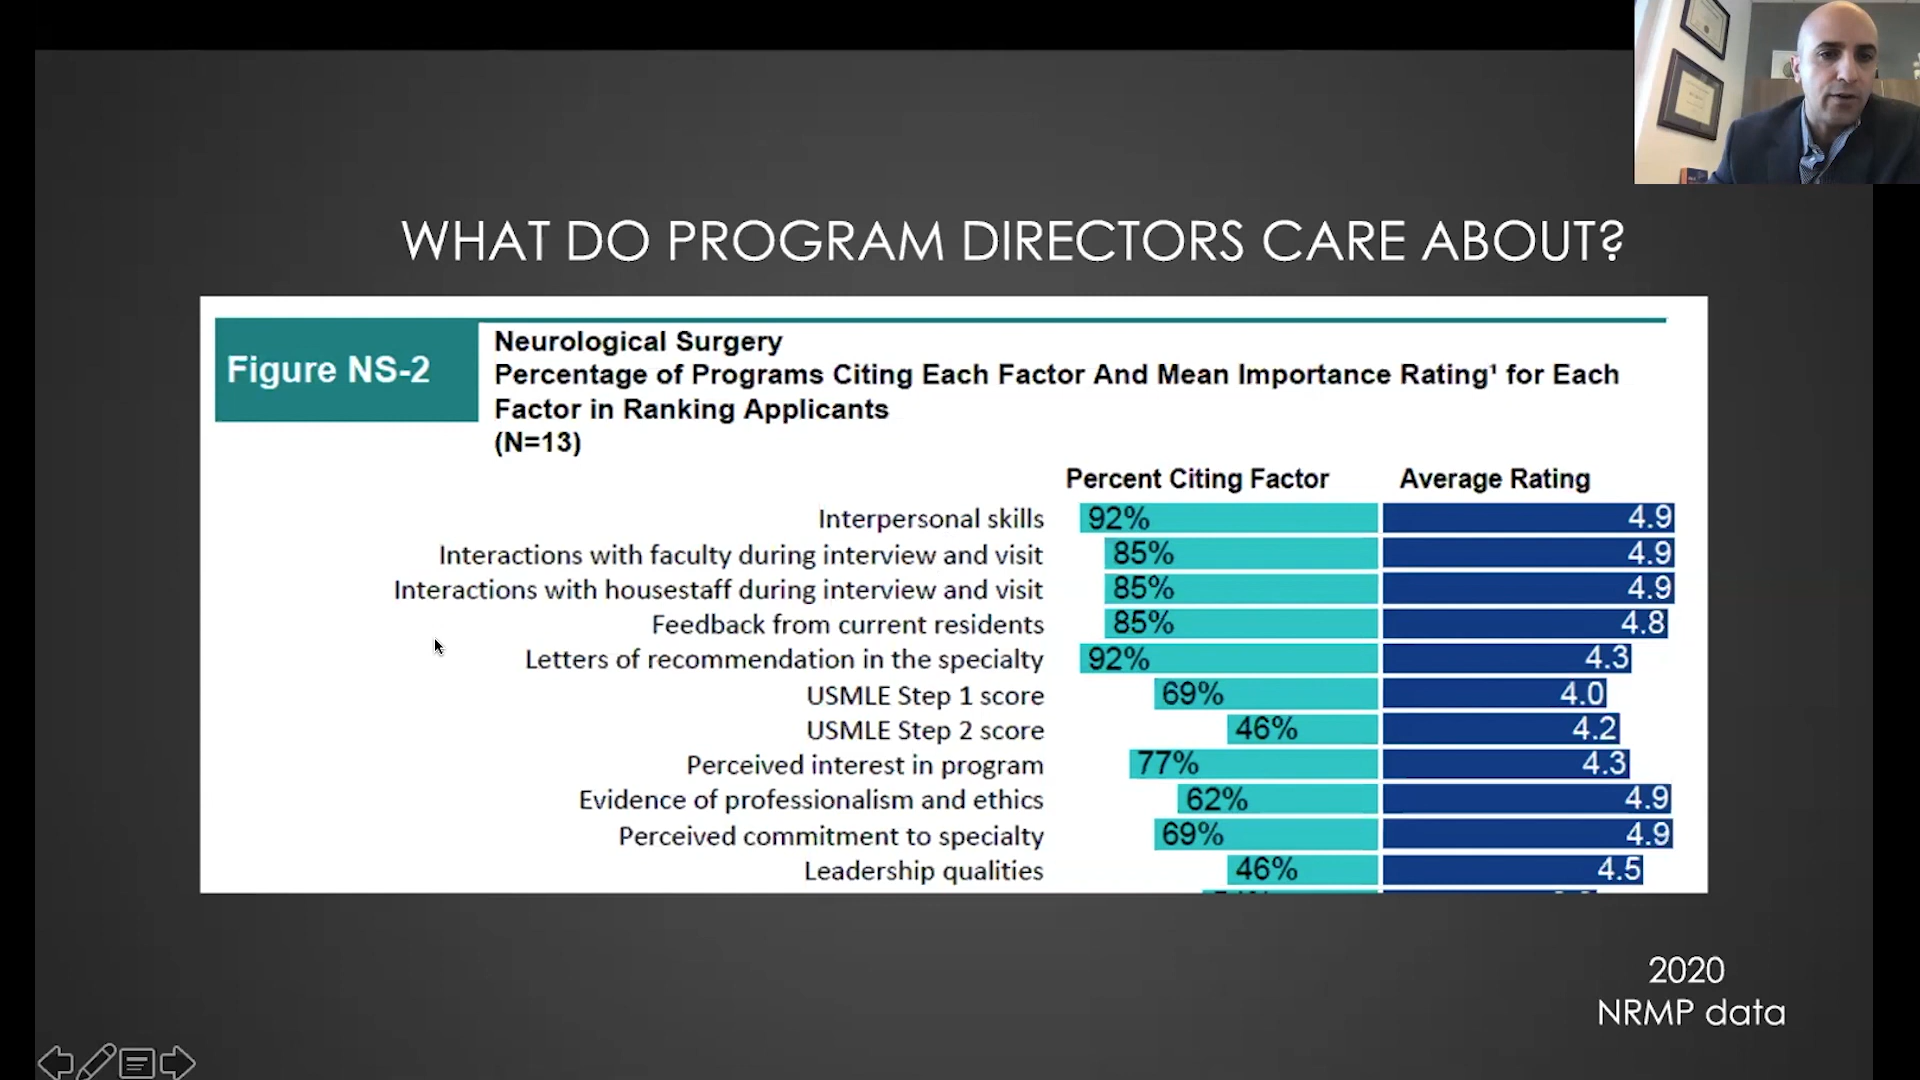 WHAT DO PROGRAM DIRECTORS CARE ABOUT?
Figure NS-2
Neurological Surgery
Percentage of Programs Citing Each Factor And Mean Importance Rating¹ for Each
Factor in Ranking Applicants
(N=13)
Percent Citing Factor Average Rating
Interpersonal skills 92% 4.9
Interactions with faculty during interview and visit 85% 4.9
Interactions with housestaff during interview and visit 85% 4.9
Feedback from current residents 85% 4.8
Letters of recommendation in the specialty 92% 4.3
USMLE Step 1 score 69% 4.0
USMLE Step 2 score 46% 4.2
Perceived interest in program 77% 4.3
Evidence of professionalism and ethics 62% 4.9
Perceived commitment to specialty 69% 4.9
Leadership qualities 46% 4.5
2020
NRMP data